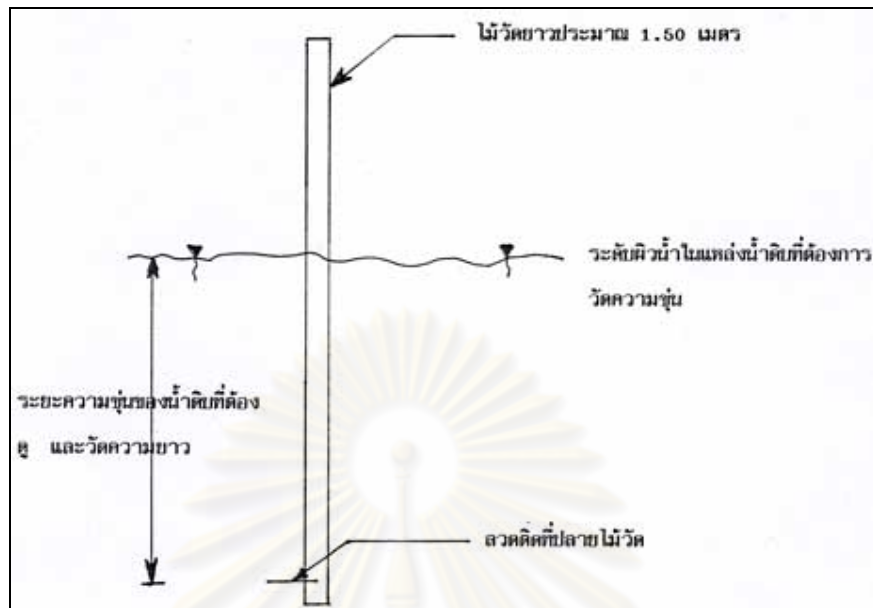 ไม้วัดยาวประมาณ 1.50 เมตร
ระดับผิวน้ำในแหล่งน้ำดิบที่ต้องการ
วัดความขุ่น
ระยะความขุ่นของน้ำดิบที่ต้อง
ดู และวัดความยาว
ลวดติดที่ปลายไม้วัด